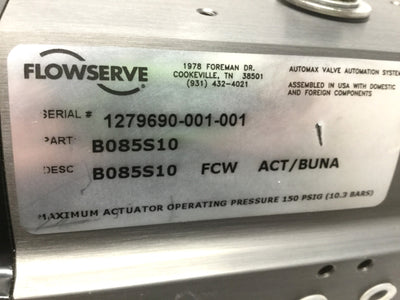 FLOWSERVE
1978 FOREMAN DR.
COOKEVILLE, TN 38501
(931) 432-4021
AUTOMAX VALVE AUTOMATION SYSTEM
ASSEMBLED IN USA WITH DOMESTIC
AND FOREIGN COMPONENTS
SERIAL # 1279690-001-001
PART: B085S10
DESC B085S10 FCW ACT/BUNA
MAXIMUM ACTUATOR OPERATING PRESSURE 150 PSIG (10.3 BARS)